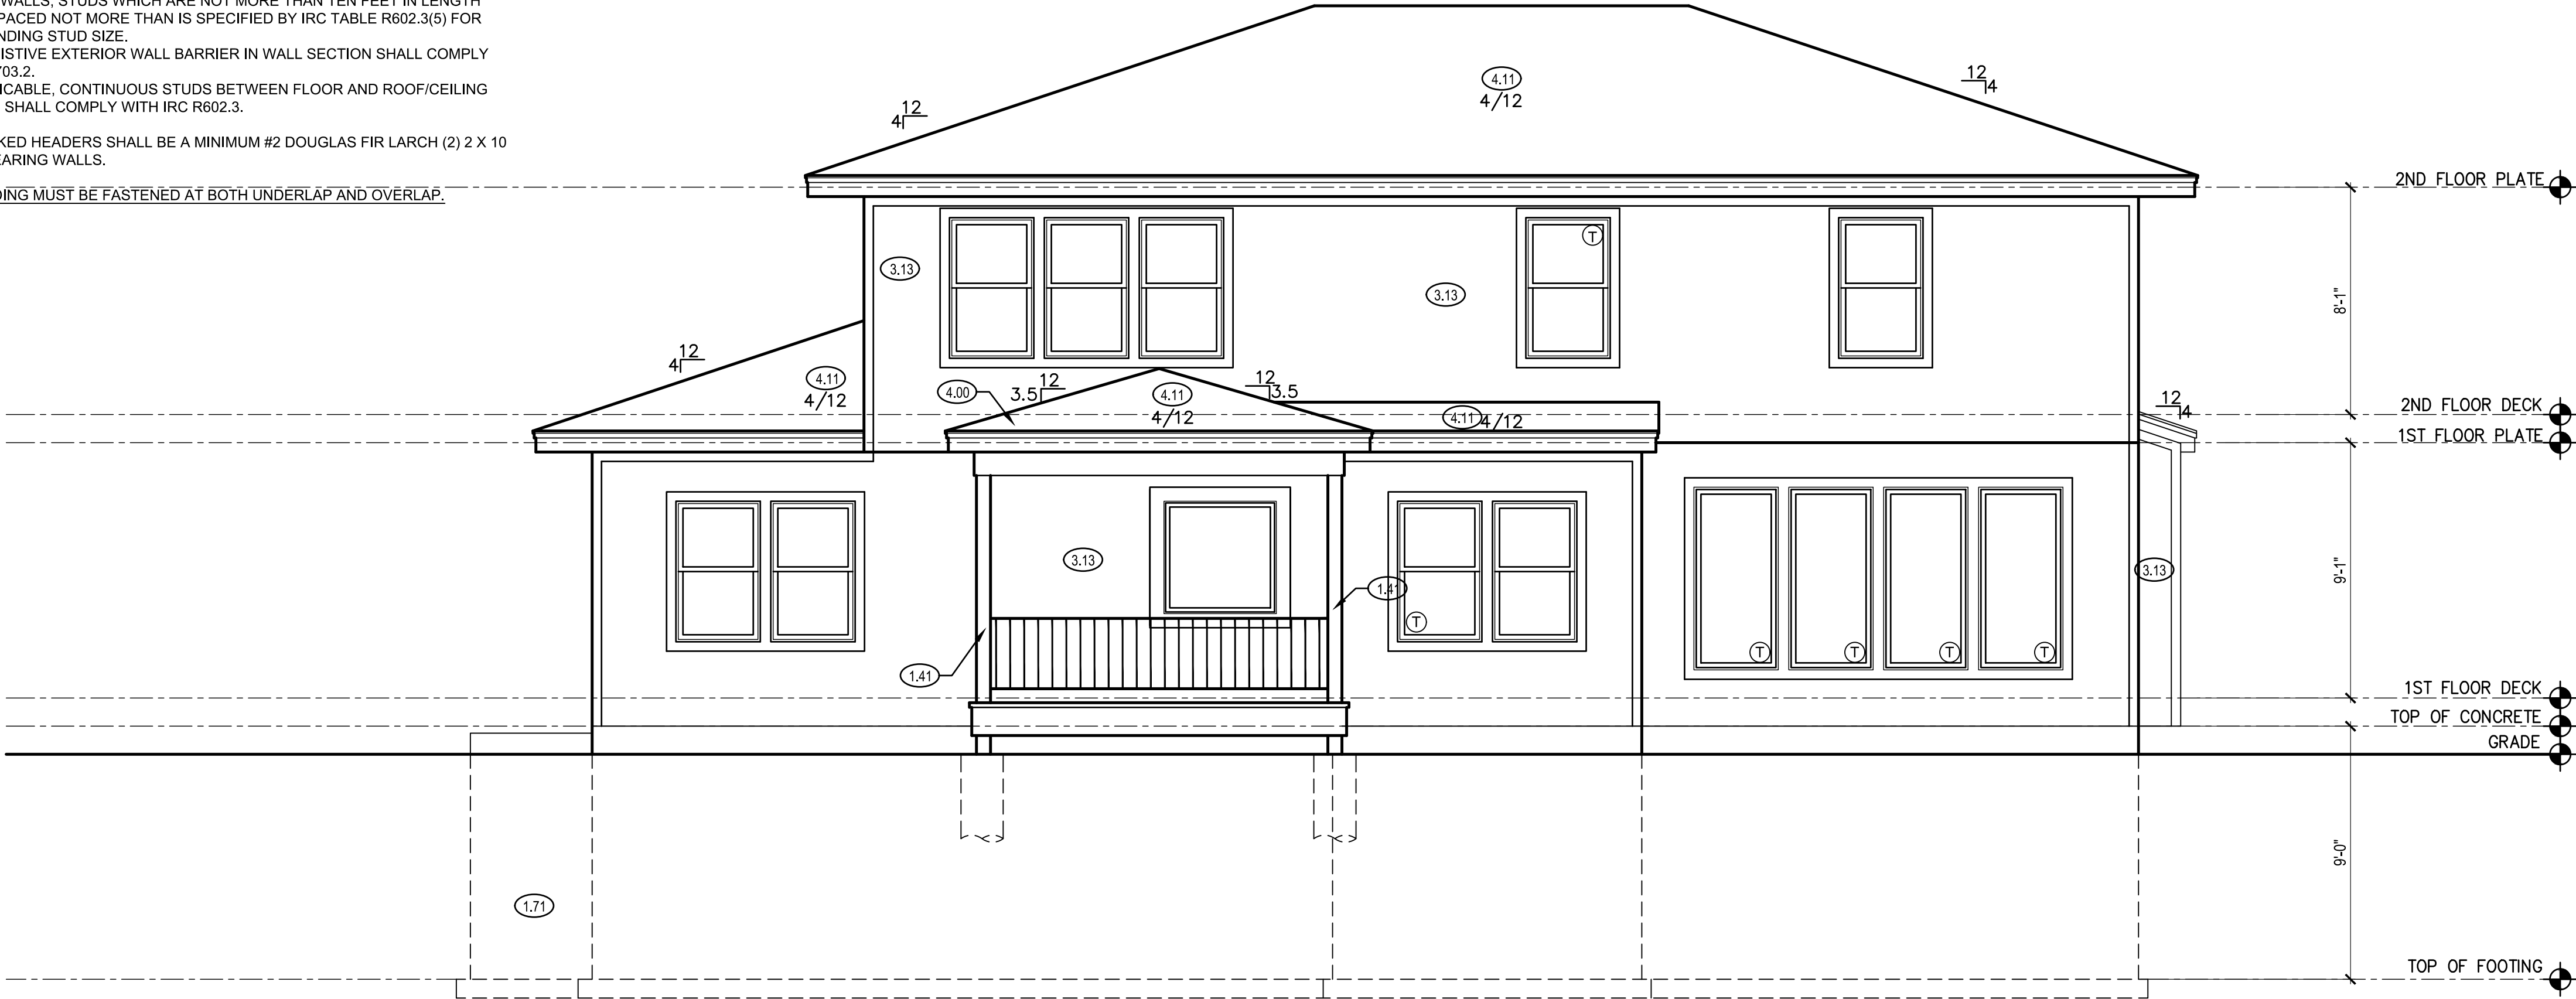 WALLS, STUDS WHICH ARE NOT MORE THAN TEN FEET IN LENGTH
PACED NOT MORE THAN IS SPECIFIED BY IRC TABLE R602.3(5) FOR
NDING STUD SIZE.
ISTIVE EXTERIOR WALL BARRIER IN WALL SECTION SHALL COMPLY
703.2.
ICABLE, CONTINUOUS STUDS BETWEEN FLOOR AND ROOF/CEILING
SHALL COMPLY WITH IRC R602.3.
KED HEADERS SHALL BE A MINIMUM #2 DOUGLAS FIR LARCH (2) 2 X 10
EARING WALLS.
DING MUST BE FASTENED AT BOTH UNDERLAP AND OVERLAP.
4.11
4/12
12
4
12
4
2ND FLOOR PLATE
T
3.13
3.13
8'-1"
12
4
4.11
4/12
4.00
12
3.5
4.11
4/12
12
3.5
4.11 4/12
12
4
2ND FLOOR DECK
1ST FLOOR PLATE
3.13
1.41
T
3.13
9'-1"
1.41
T
T
T
T
1ST FLOOR DECK
TOP OF CONCRETE
GRADE
9'-0"
1.71
TOP OF FOOTING